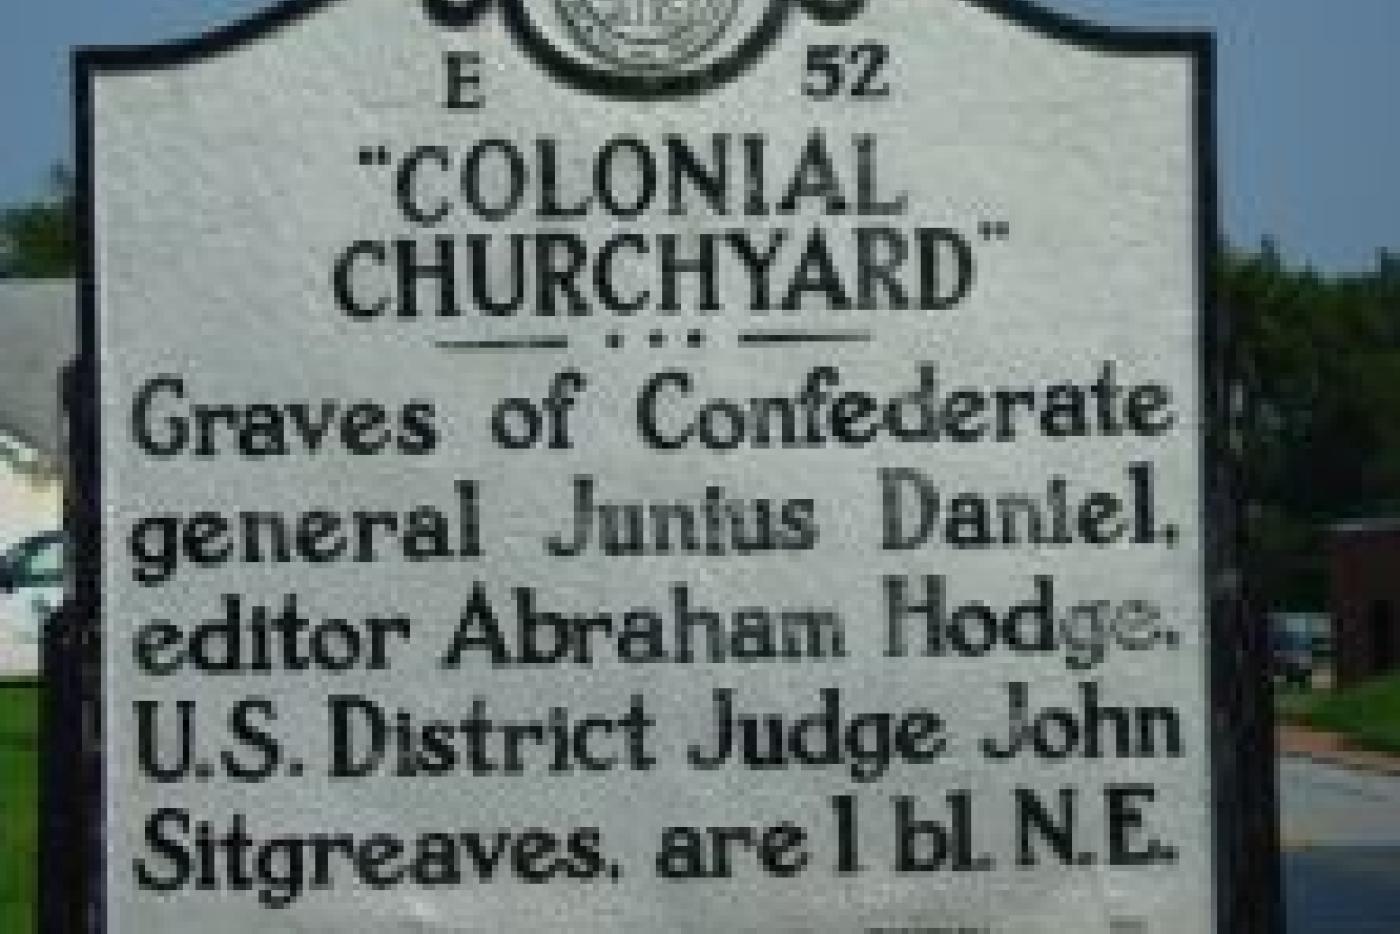 E 52
"COLONIAL
CHURCHYARD"
Graves of Confederate
general Junius Daniel,
editor Abraham Hodge,
U.S. District Judge John
Sitgreaves, are 1 bl. N.E.